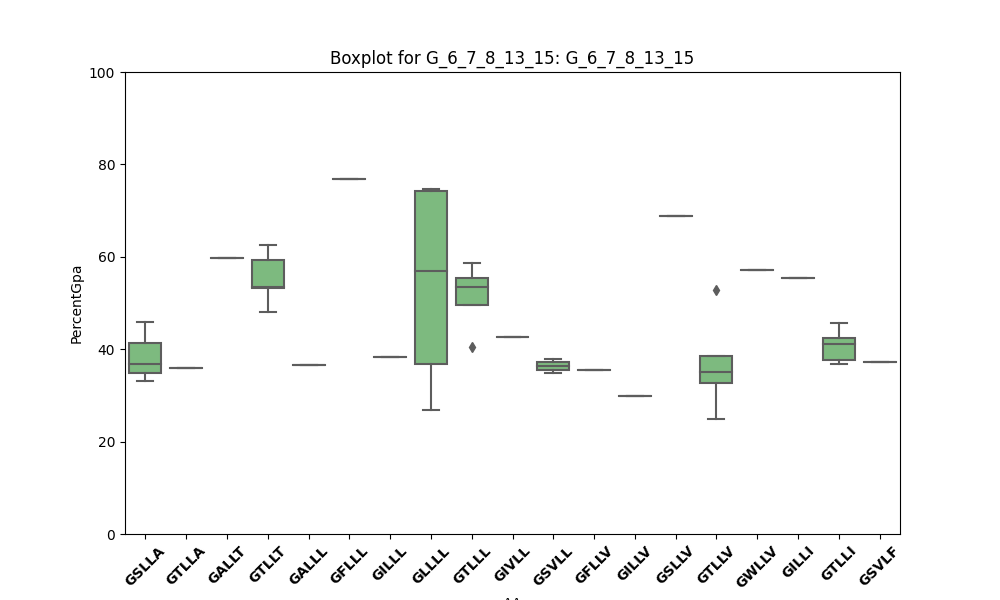 Boxplot for G_6_7_8_13_15: G_6_7_8_13_15
100
80
60
40
20
0
PercentGpa
GSLLA
GTLLA
GALLT
GTLLT
GALLL
GFLLL
GILLL
GLLLL
GTLLL
GIVLL
GSVLL
GFLLV
GILLV
GSLLV
GTLLV
GWLLV
GILLI
GTLLI
GSVLF